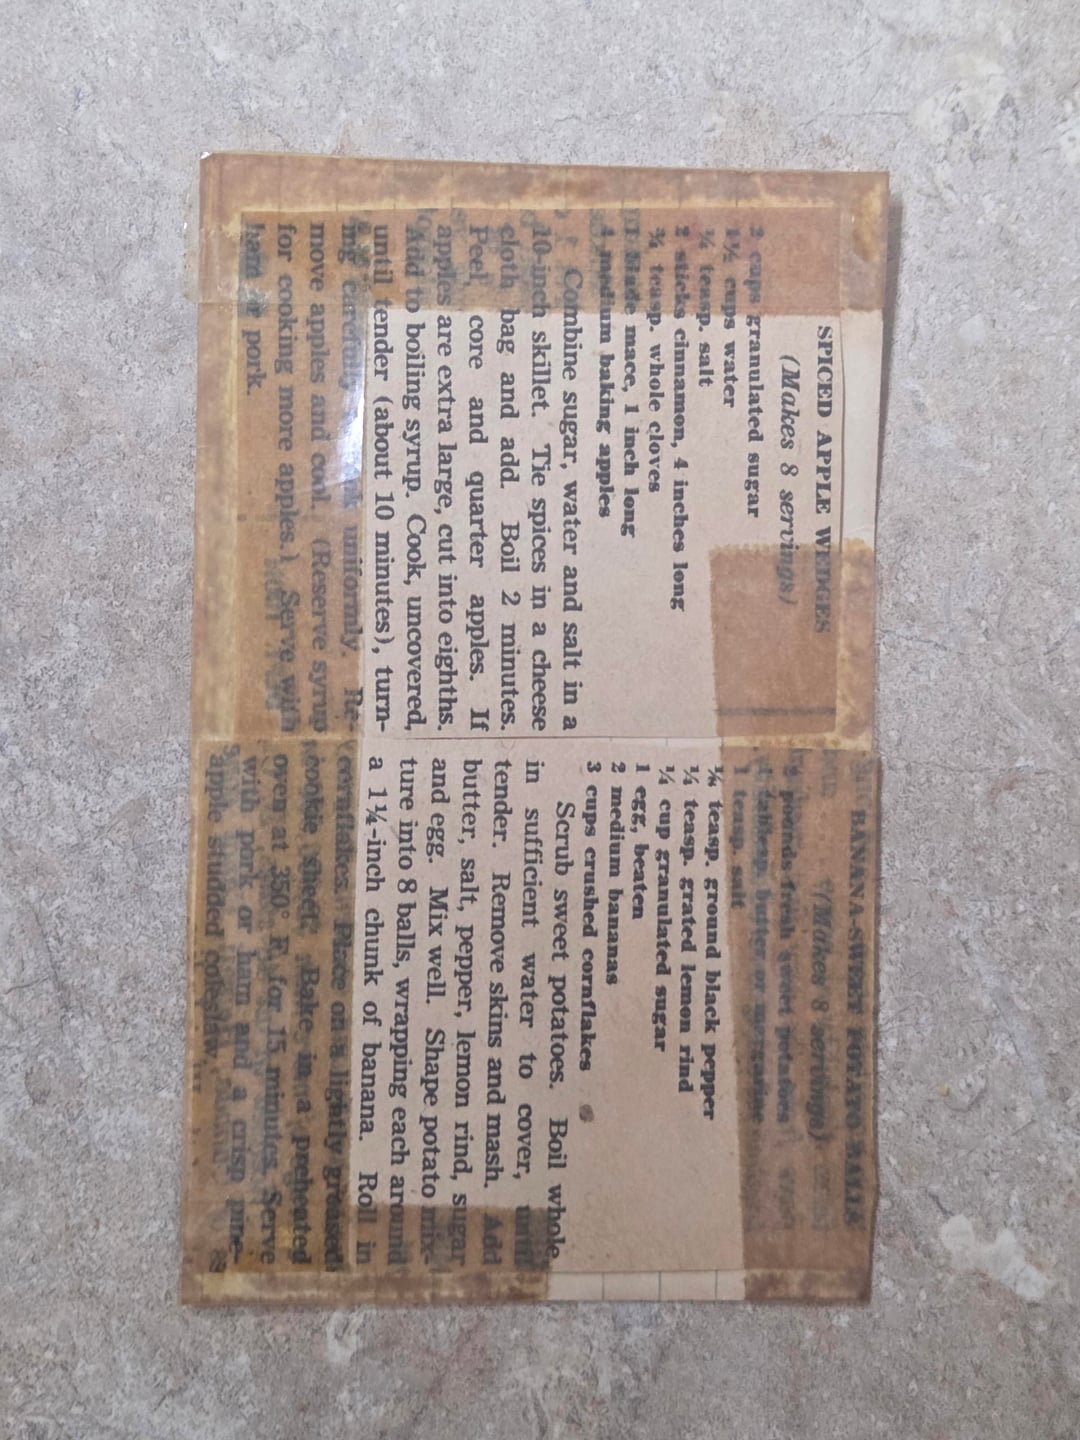 SPICED APPLE WEDGES
(Makes 8 servings)
2 cups granulated sugar
1½ cups water
¼ teasp. salt
2 sticks cinnamon, 4 inches long
¾ teasp. whole cloves
blade mace, 1 inch long
4 medium baking apples
Combine sugar, water and salt in a
10-inch skillet. Tie spices in a cheese
cloth bag and add. Boil 2 minutes.
Peel, core and quarter apples. If
apples are extra large, cut into eighths.
Add to boiling syrup. Cook, uncovered,
until tender (about 10 minutes), turn-
ing uniformly. Re-
move apples and cool. (Reserve syrup
for cooking more apples.) Serve with
ham or pork.
BANANA-SWEET POTATO BALLS
(Makes 8 servings)
2 pounds fresh sweet potatoes
tablesp. butter or margarine
1 teasp. salt
⅛ teasp. ground black pepper
¼ teasp. grated lemon rind
¼ cup granulated sugar
1 egg, beaten
2 medium bananas
3 cups crushed cornflakes
Scrub sweet potatoes. Boil whole,
in sufficient water to cover, until
tender. Remove skins and mash. Add
butter, salt, pepper, lemon rind, sugar
and egg. Mix well. Shape potato mix-
ture into 8 balls, wrapping each around
a 1¼-inch chunk of banana. Roll in
cornflakes. Place on a lightly greased
cookie sheet. Bake in a preheated
oven at 350° F. for 15 minutes. Serve
with pork or ham and a crisp pine-
apple studded coleslaw.